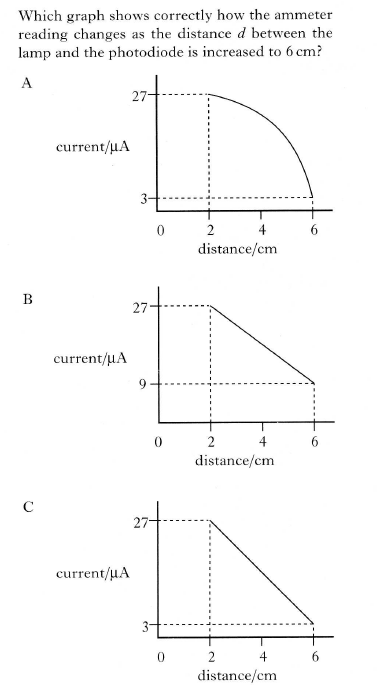 Which graph shows correctly how the ammeter
reading changes as the distance d between the
lamp and the photodiode is increased to 6 cm?
A
27
current/µA
3
0 2 4 6
distance/cm
B
27
current/µA
9
0 2 4 6
distance/cm
C
27
current/µA
3
0 2 4 6
distance/cm